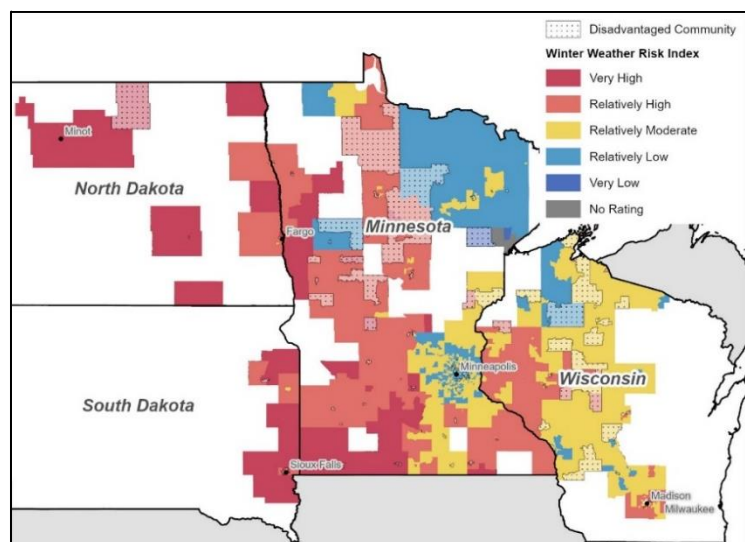 Disadvantaged Community
Winter Weather Risk Index
Very High
Relatively High
Relatively Moderate
Relatively Low
Very Low
No Rating
Minot
North Dakota
Fargo
Minnesota
Minneapolis
Wisconsin
South Dakota
Sioux Falls
Madison
Milwaukee